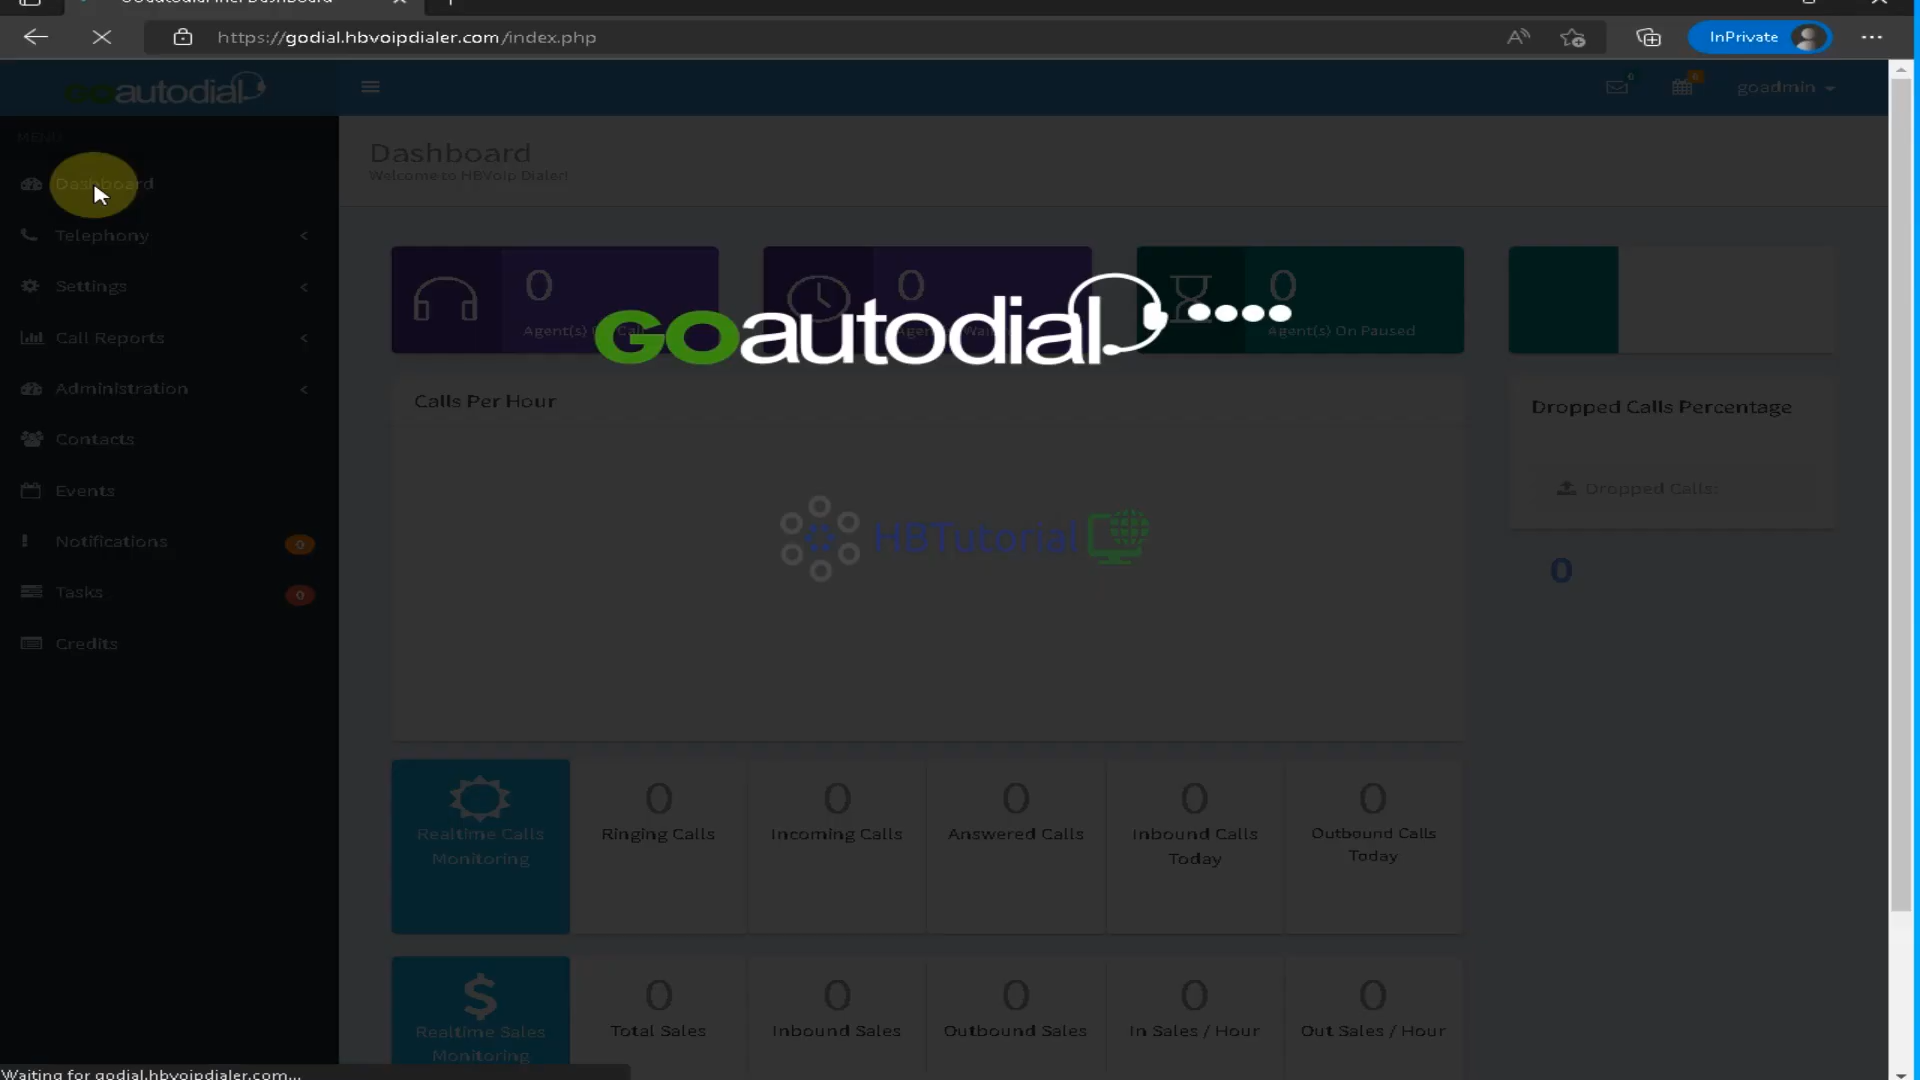 https://godial.hbvoipdialer.com/index.php
InPrivate
GOautodial
goadmin
MENU
Dashboard
Telephony
Settings
Call Reports
Administration
Contacts
Events
Notifications 0
Tasks 0
Credits
Dashboard
Welcome to HBVoip Dialer!
0
0
0
Agent(s) On Paused
GOautodial
Calls Per Hour
Dropped Calls Percentage
Dropped Calls:
0
HBTutorial
Realtime Calls
Monitoring
0
Ringing Calls
0
Incoming Calls
0
Answered Calls
0
Inbound Calls
Today
0
Outbound Calls
Today
Realtime Sales
Monitoring
0
Total Sales
0
Inbound Sales
0
Outbound Sales
0
In Sales / Hour
0
Out Sales / Hour
Waiting for godial.hbvoipdialer.com...